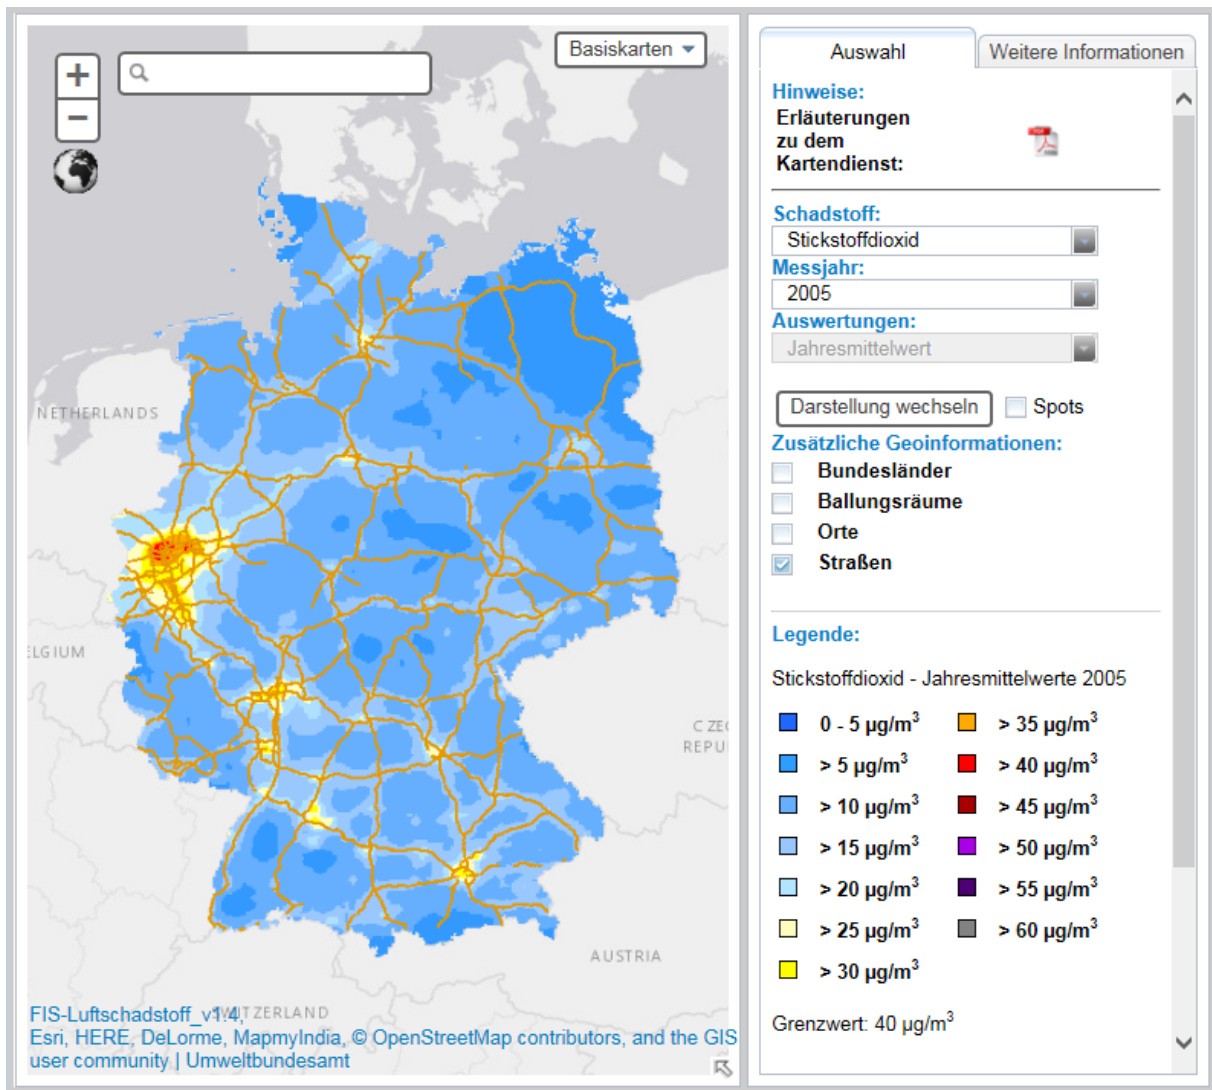 Basiskarten
NETHERLANDS
ELGIUM
CZEC
REPU
AUSTRIA
SWITZERLAND
FIS-Luftschadstoff_v1.4,
Esri, HERE, DeLorme, MapmyIndia, © OpenStreetMap contributors, and the GIS
user community | Umweltbundesamt
Auswahl
Weitere Informationen
Hinweise:
Erläuterungen
zu dem
Kartendienst:
Schadstoff:
Stickstoffdioxid
Messjahr:
2005
Auswertungen:
Jahresmittelwert
Darstellung wechseln Spots
Zusätzliche Geoinformationen:
Bundesländer
Ballungsräume
Orte
Straßen
Legende:
Stickstoffdioxid - Jahresmittelwerte 2005
0 - 5 µg/m³ > 35 µg/m³
> 5 µg/m³ > 40 µg/m³
> 10 µg/m³ > 45 µg/m³
> 15 µg/m³ > 50 µg/m³
> 20 µg/m³ > 55 µg/m³
> 25 µg/m³ > 60 µg/m³
> 30 µg/m³
Grenzwert: 40 µg/m³